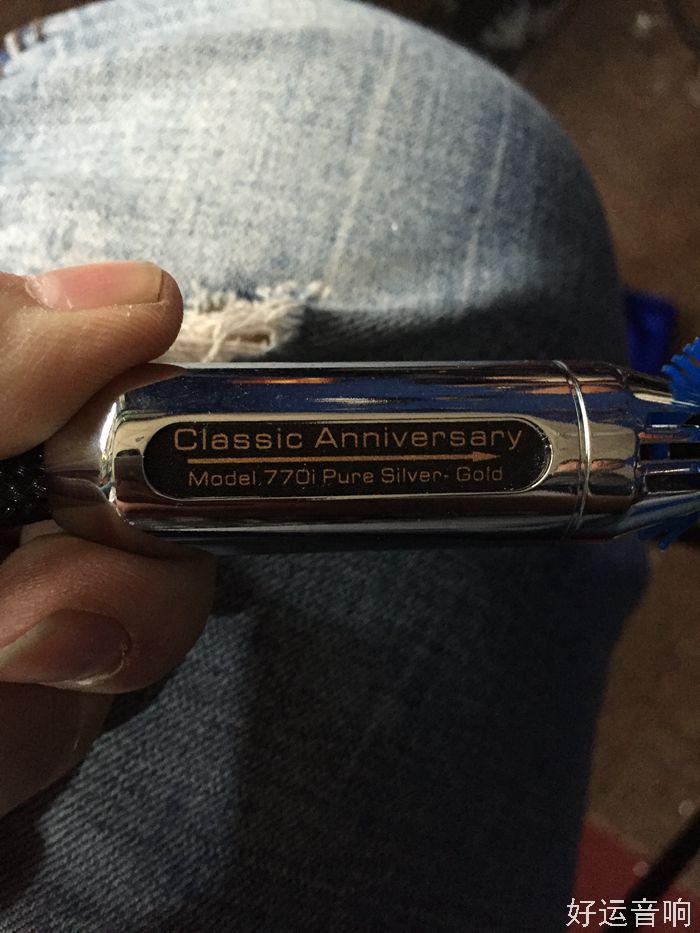 Classic Anniversary
Model 770i Pure Silver- Gold
好运音响